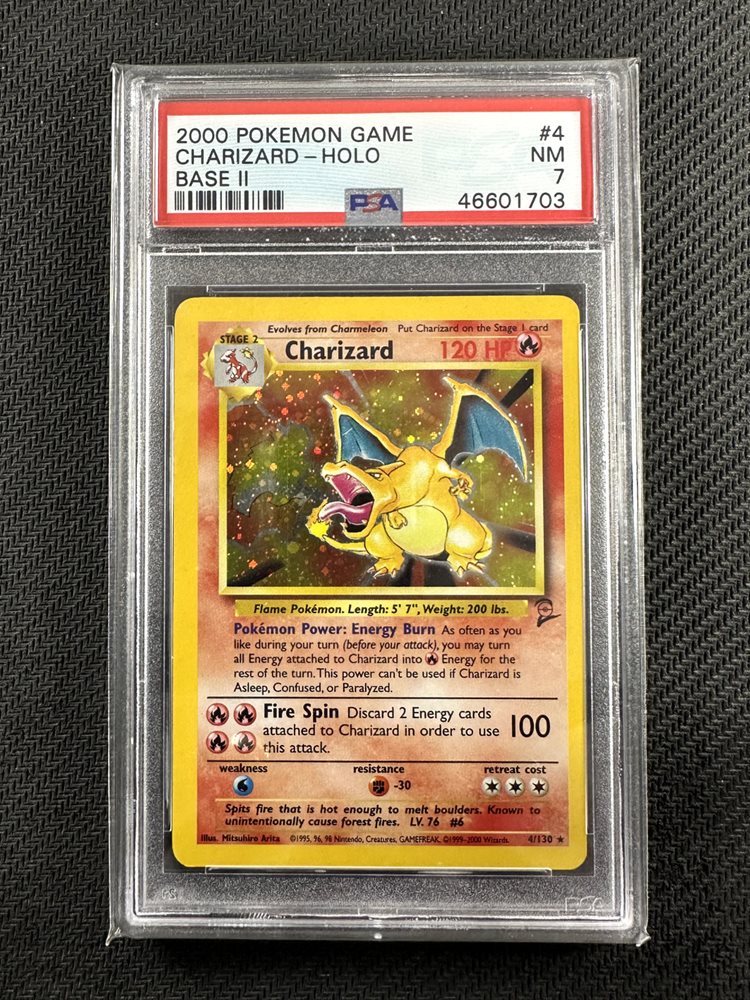 2000 POKEMON GAME #4
CHARIZARD - HOLO NM
BASE II 7
PSA 46601703
Evolves from Charmeleon Put Charizard on the Stage 1 card
STAGE 2
Charizard 120 HP
Flame Pokémon. Length: 5' 7", Weight: 200 lbs.
Pokémon Power: Energy Burn As often as you
like during your turn (before your attack), you may turn
all Energy attached to Charizard into Energy for the
rest of the turn. This power can't be used if Charizard is
Asleep, Confused, or Paralyzed.
Fire Spin Discard 2 Energy cards
attached to Charizard in order to use 100
this attack.
weakness resistance retreat cost
-30
Spits fire that is hot enough to melt boulders. Known to
unintentionally cause forest fires. LV. 76 #6
Illus. Mitsuhiro Arita ©1995, 96, 98 Nintendo, Creatures, GAMEFREAK. ©1999-2000 Wizards. 4/130 ★